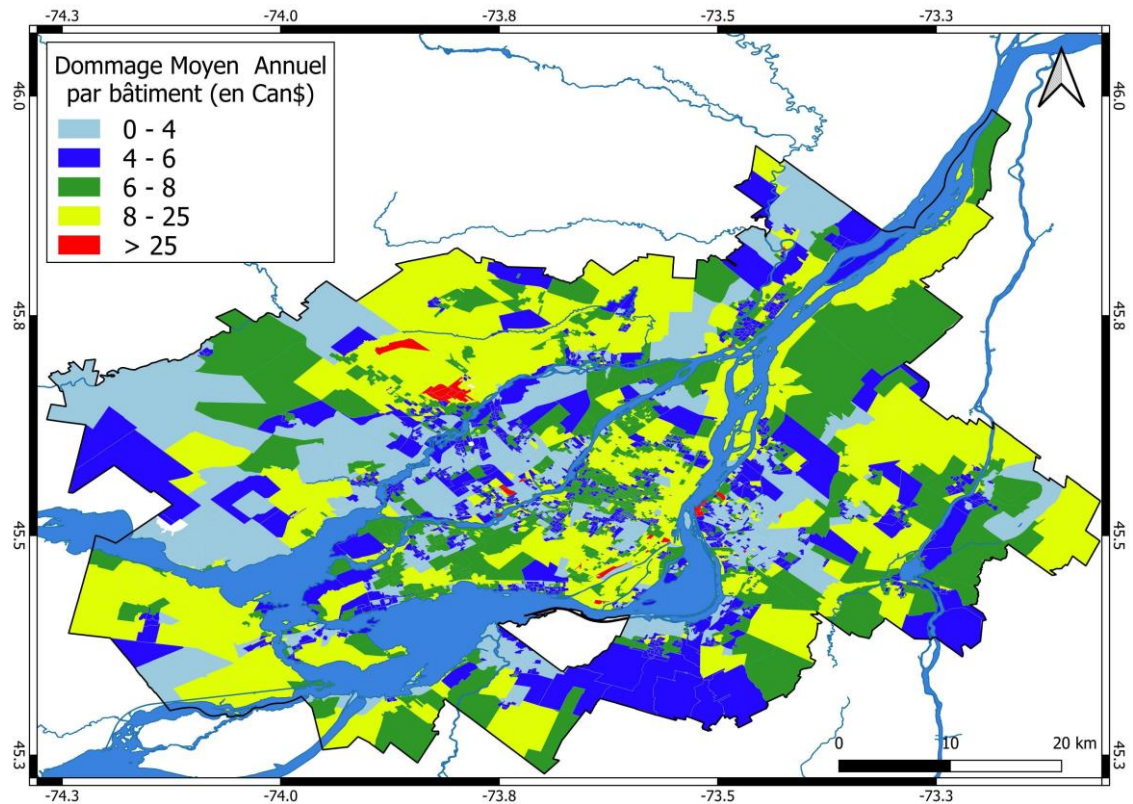 -74.3 -74.0 -73.8 -73.5 -73.3
Dommage Moyen Annuel
par bâtiment (en Can$)
0 - 4
4 - 6
6 - 8
8 - 25
> 25
46.0 46.0
45.8 45.8
45.5 45.5
45.3 45.3
0 10 20 km
-74.3 -74.0 -73.8 -73.5 -73.3